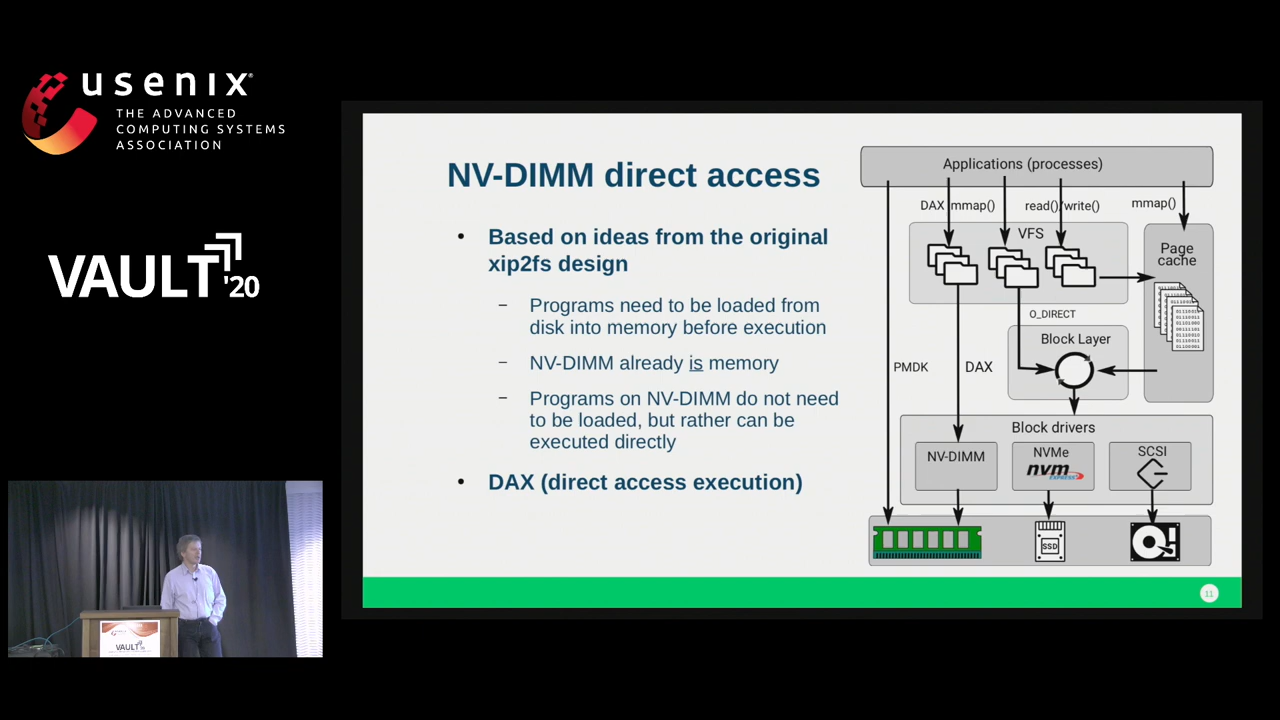 usenix®
THE ADVANCED
COMPUTING SYSTEMS
ASSOCIATION
VAULT '20
NV-DIMM direct access
• Based on ideas from the original
xip2fs design
– Programs need to be loaded from
disk into memory before execution
– NV-DIMM already is memory
– Programs on NV-DIMM do not need
to be loaded, but rather can be
executed directly
• DAX (direct access execution)
Applications (processes)
DAX mmap()
read()/write()
mmap()
VFS
Page
cache
O_DIRECT
Block Layer
PMDK
DAX
Block drivers
NV-DIMM
NVMe
nvm
EXPRESS
SCSI
SSD
11
VAULT '20